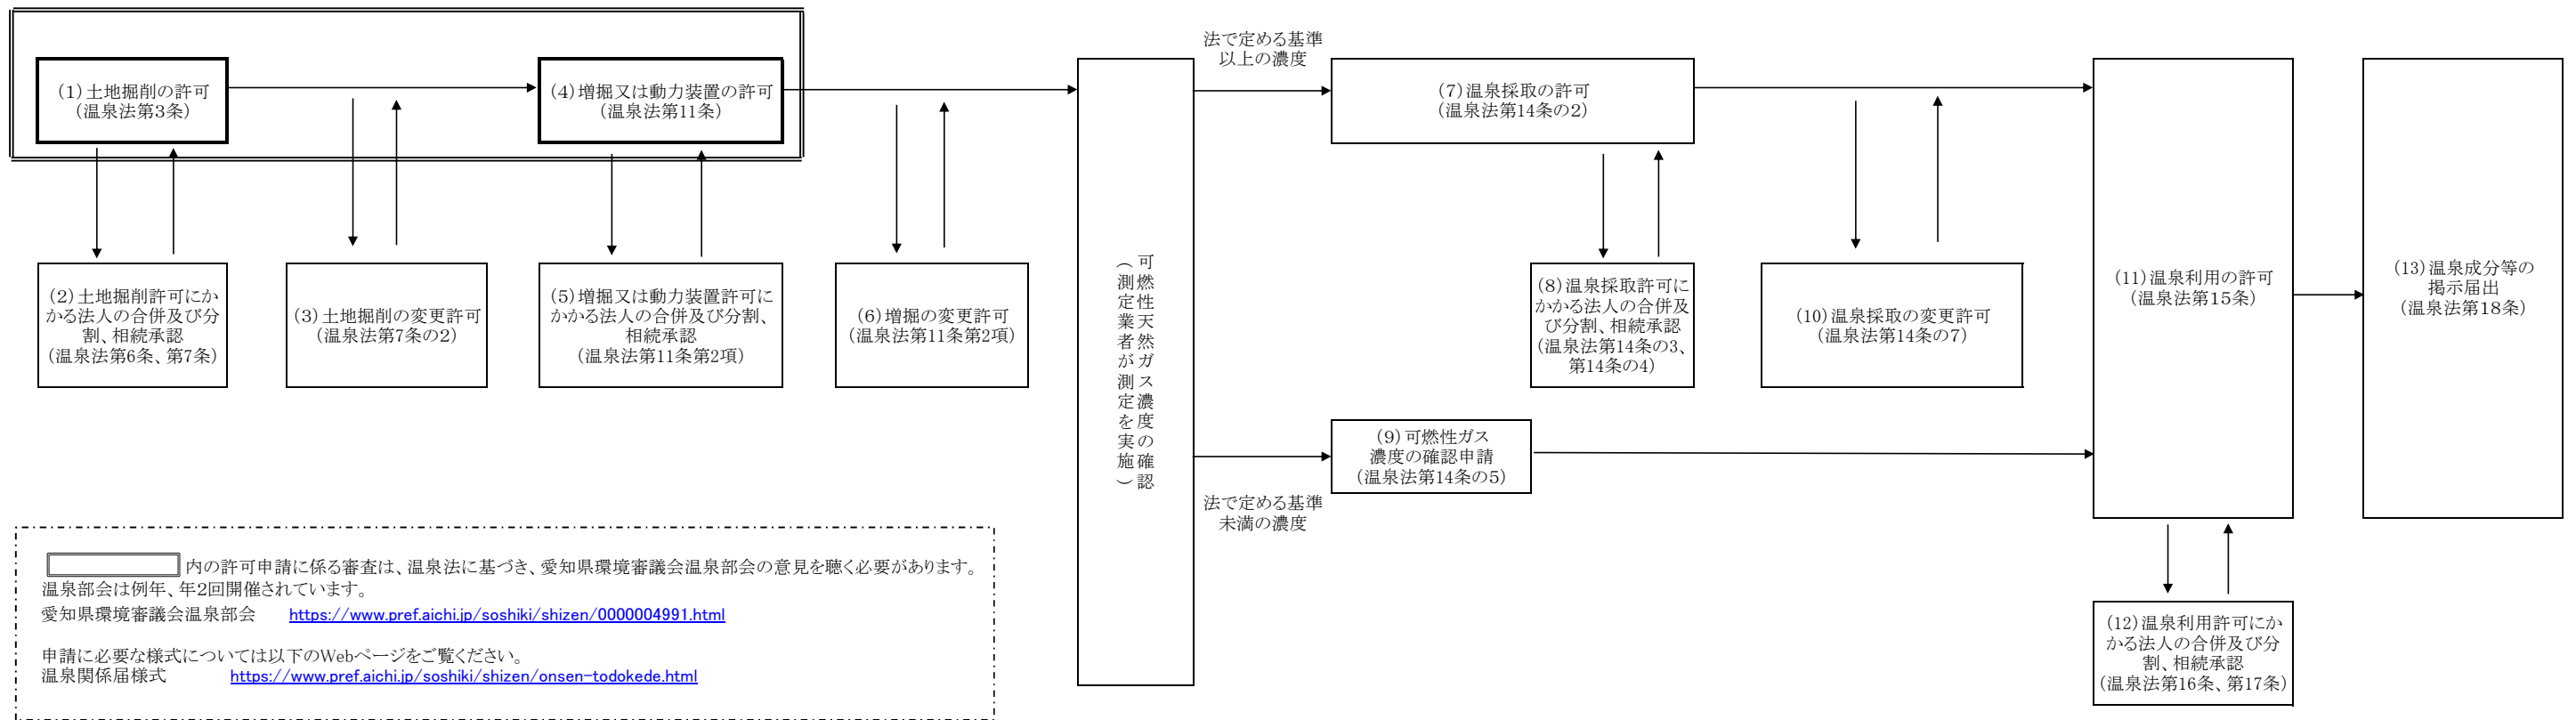 (1)土地掘削の許可
(温泉法第3条)
(4)増掘又は動力装置の許可
(温泉法第11条)
(2)土地掘削許可にか
かる法人の合併及び分
割、相続承認
(温泉法第6条、第7条)
(3)土地掘削の変更許可
(温泉法第7条の2)
(5)増掘又は動力装置許可に
かかる法人の合併及び分割、
相続承認
(温泉法第11条第2項)
(6)増掘の変更許可
(温泉法第11条第2項)
可燃性天然ガス濃度の確認
(測定業者が測定を実施)
法で定める基準
以上の濃度
(7)温泉採取の許可
(温泉法第14条の2)
(8)温泉採取許可に
かかる法人の合併及
び分割、相続承認
(温泉法第14条の3、
第14条の4)
(10)温泉採取の変更許可
(温泉法第14条の7)
(9)可燃性ガス
濃度の確認申請
(温泉法第14条の5)
法で定める基準
未満の濃度
(11)温泉利用の許可
(温泉法第15条)
(13)温泉成分等の
掲示届出
(温泉法第18条)
(12)温泉利用許可にか
かる法人の合併及び分
割、相続承認
(温泉法第16条、第17条)
内の許可申請に係る審査は、温泉法に基づき、愛知県環境審議会温泉部会の意見を聴く必要があります。
温泉部会は例年、年2回開催されています。
愛知県環境審議会温泉部会 https://www.pref.aichi.jp/soshiki/shizen/0000004991.html
申請に必要な様式については以下のWebページをご覧ください。
温泉関係届様式 https://www.pref.aichi.jp/soshiki/shizen/onsen-todokede.html